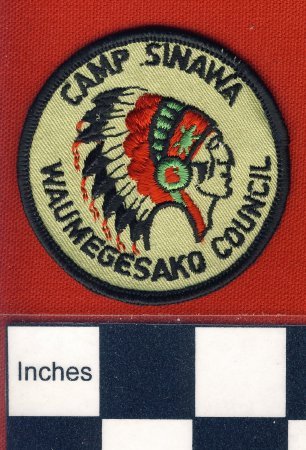 CAMP SINAWA
WAUMEGESAKO COUNCIL
Inches